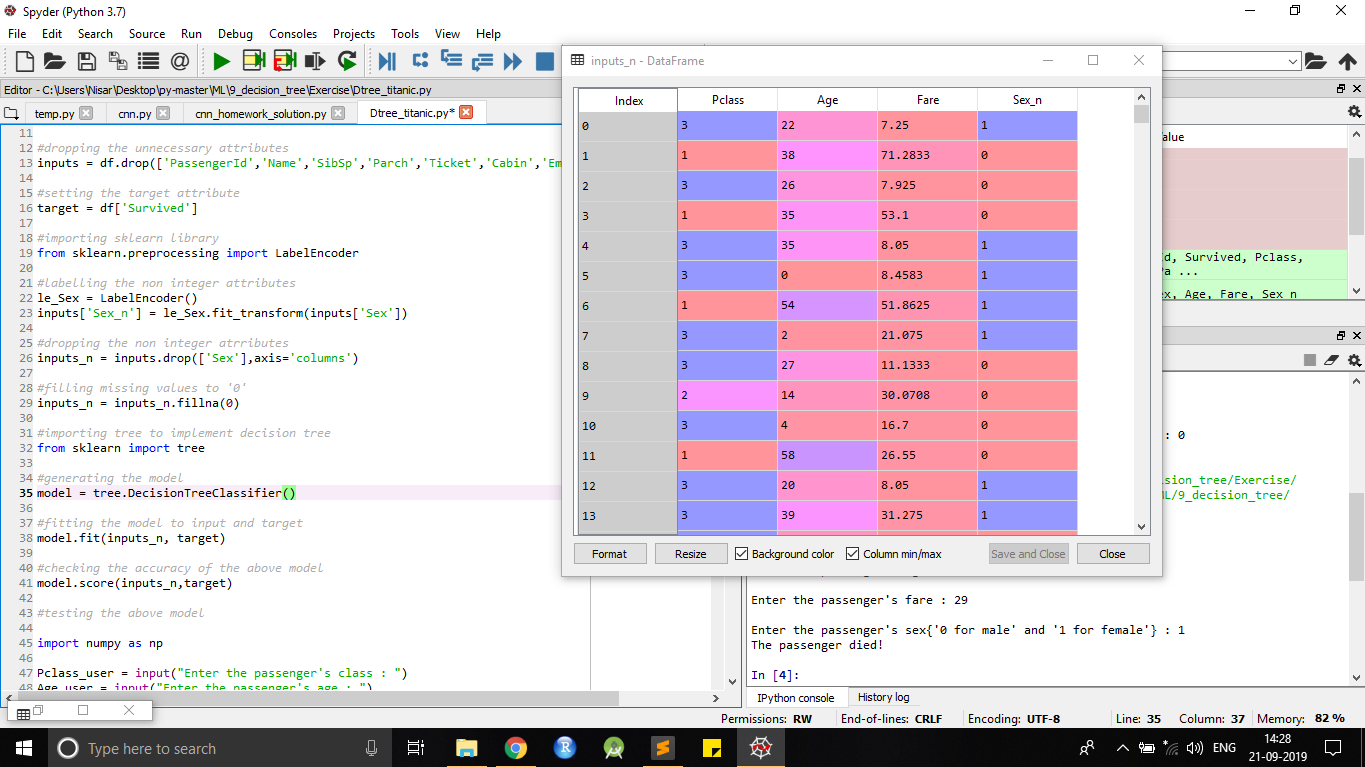 Spyder (Python 3.7)
File Edit Search Source Run Debug Consoles Projects Tools View Help
Editor - C:\Users\Nisar\Desktop\py-master\ML\9_decision_tree\Exercise\Dtree_titanic.py
temp.py cnn.py cnn_homework_solution.py Dtree_titanic.py*
11
12 #dropping the unnecessary attributes
13 inputs = df.drop(['PassengerId','Name','SibSp','Parch','Ticket','Cabin','Em
14
15 #setting the target attribute
16 target = df['Survived']
17
18 #importing sklearn library
19 from sklearn.preprocessing import LabelEncoder
20
21 #labelling the non integer attributes
22 le_Sex = LabelEncoder()
23 inputs['Sex_n'] = le_Sex.fit_transform(inputs['Sex'])
24
25 #dropping the non integer attrbutes
26 inputs_n = inputs.drop(['Sex'],axis='columns')
27
28 #filling missing values to '0'
29 inputs_n = inputs_n.fillna(0)
30
31 #importing tree to implement decision tree
32 from sklearn import tree
33
34 #generating the model
35 model = tree.DecisionTreeClassifier()
36
37 #fitting the model to input and target
38 model.fit(inputs_n, target)
39
40 #checking the accuracy of the above model
41 model.score(inputs_n,target)
42
43 #testing the above model
44
45 import numpy as np
46
47 Pclass_user = input("Enter the passenger's class : ")
48 Age_user = input("Enter the passenger's age : ")
inputs_n - DataFrame
Index Pclass Age Fare Sex_n
0 3 22 7.25 1
1 1 38 71.2833 0
2 3 26 7.925 0
3 1 35 53.1 0
4 3 35 8.05 1
5 3 0 8.4583 1
6 1 54 51.8625 1
7 3 2 21.075 1
8 3 27 11.1333 0
9 2 14 30.0708 0
10 3 4 16.7 0
11 1 58 26.55 0
12 3 20 8.05 1
13 3 39 31.275 1
Format Resize Background color Column min/max Save and Close Close
alue
d, Survived, Pclass,
a ...
ex, Age, Fare, Sex_n
: 0
ision_tree/Exercise/
ML/9_decision_tree/
Enter the passenger's fare : 29
Enter the passenger's sex{'0 for male' and '1 for female'} : 1
The passenger died!
In [4]:
IPython console History log
Permissions: RW End-of-lines: CRLF Encoding: UTF-8 Line: 35 Column: 37 Memory: 82 %
Type here to search
ENG
14:28
21-09-2019